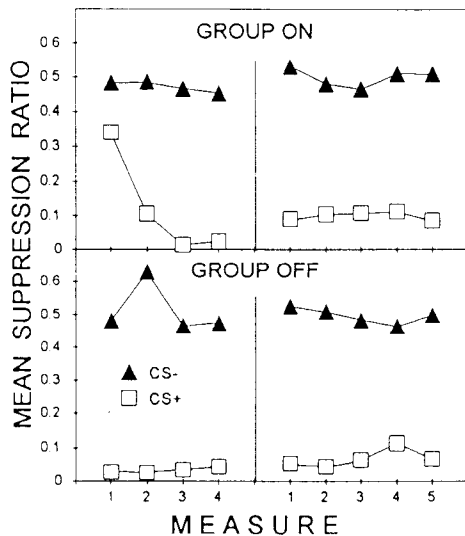 GROUP ON
0 6
0.5
0.4
0.3
0.2
0.1
0
GROUP OFF
0.6
0.5
0.4
0.3
0.2
0.1
0
CS-
CS+
1 2 3 4 1 2 3 4 5
MEASURE
MEAN SUPPRESSION RATIO